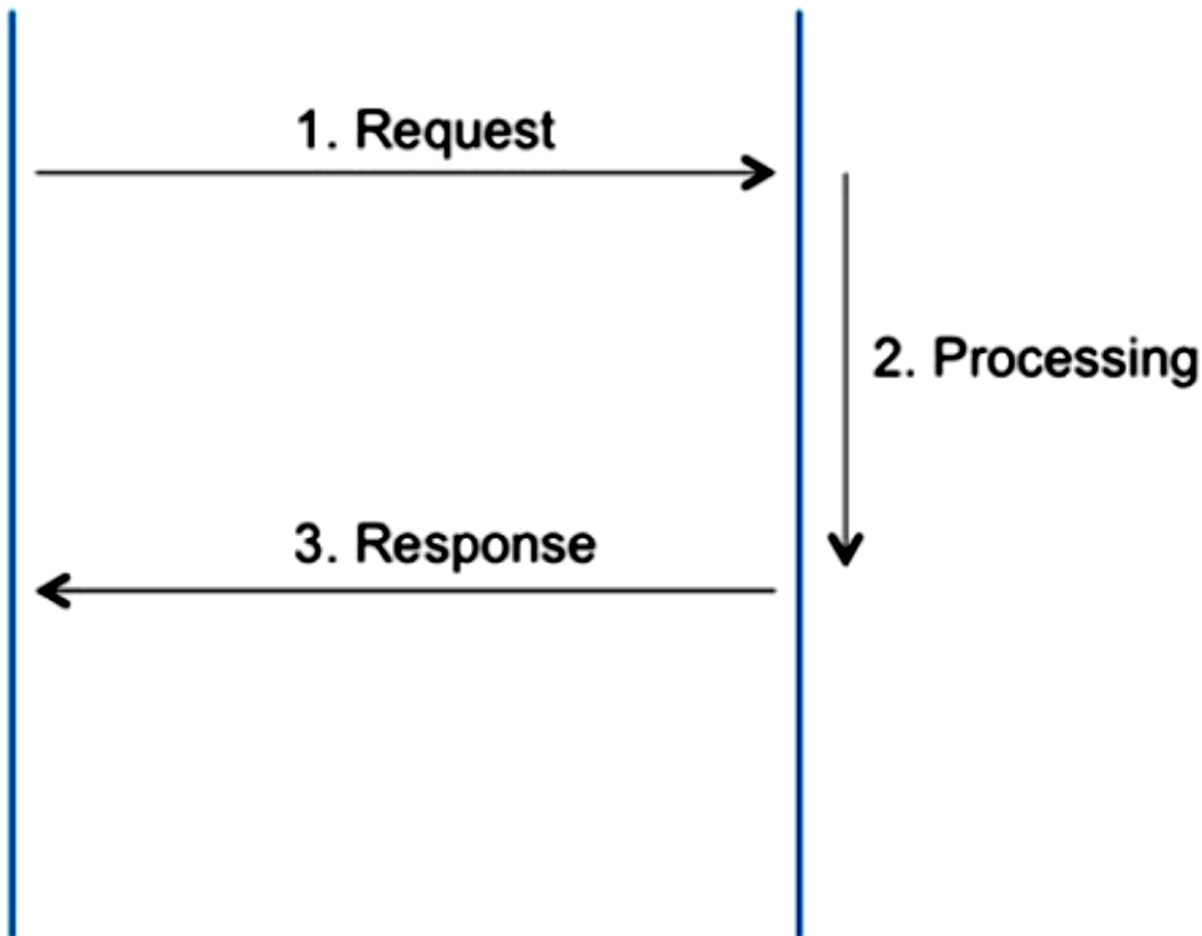 1. Request
2. Processing
3. Response